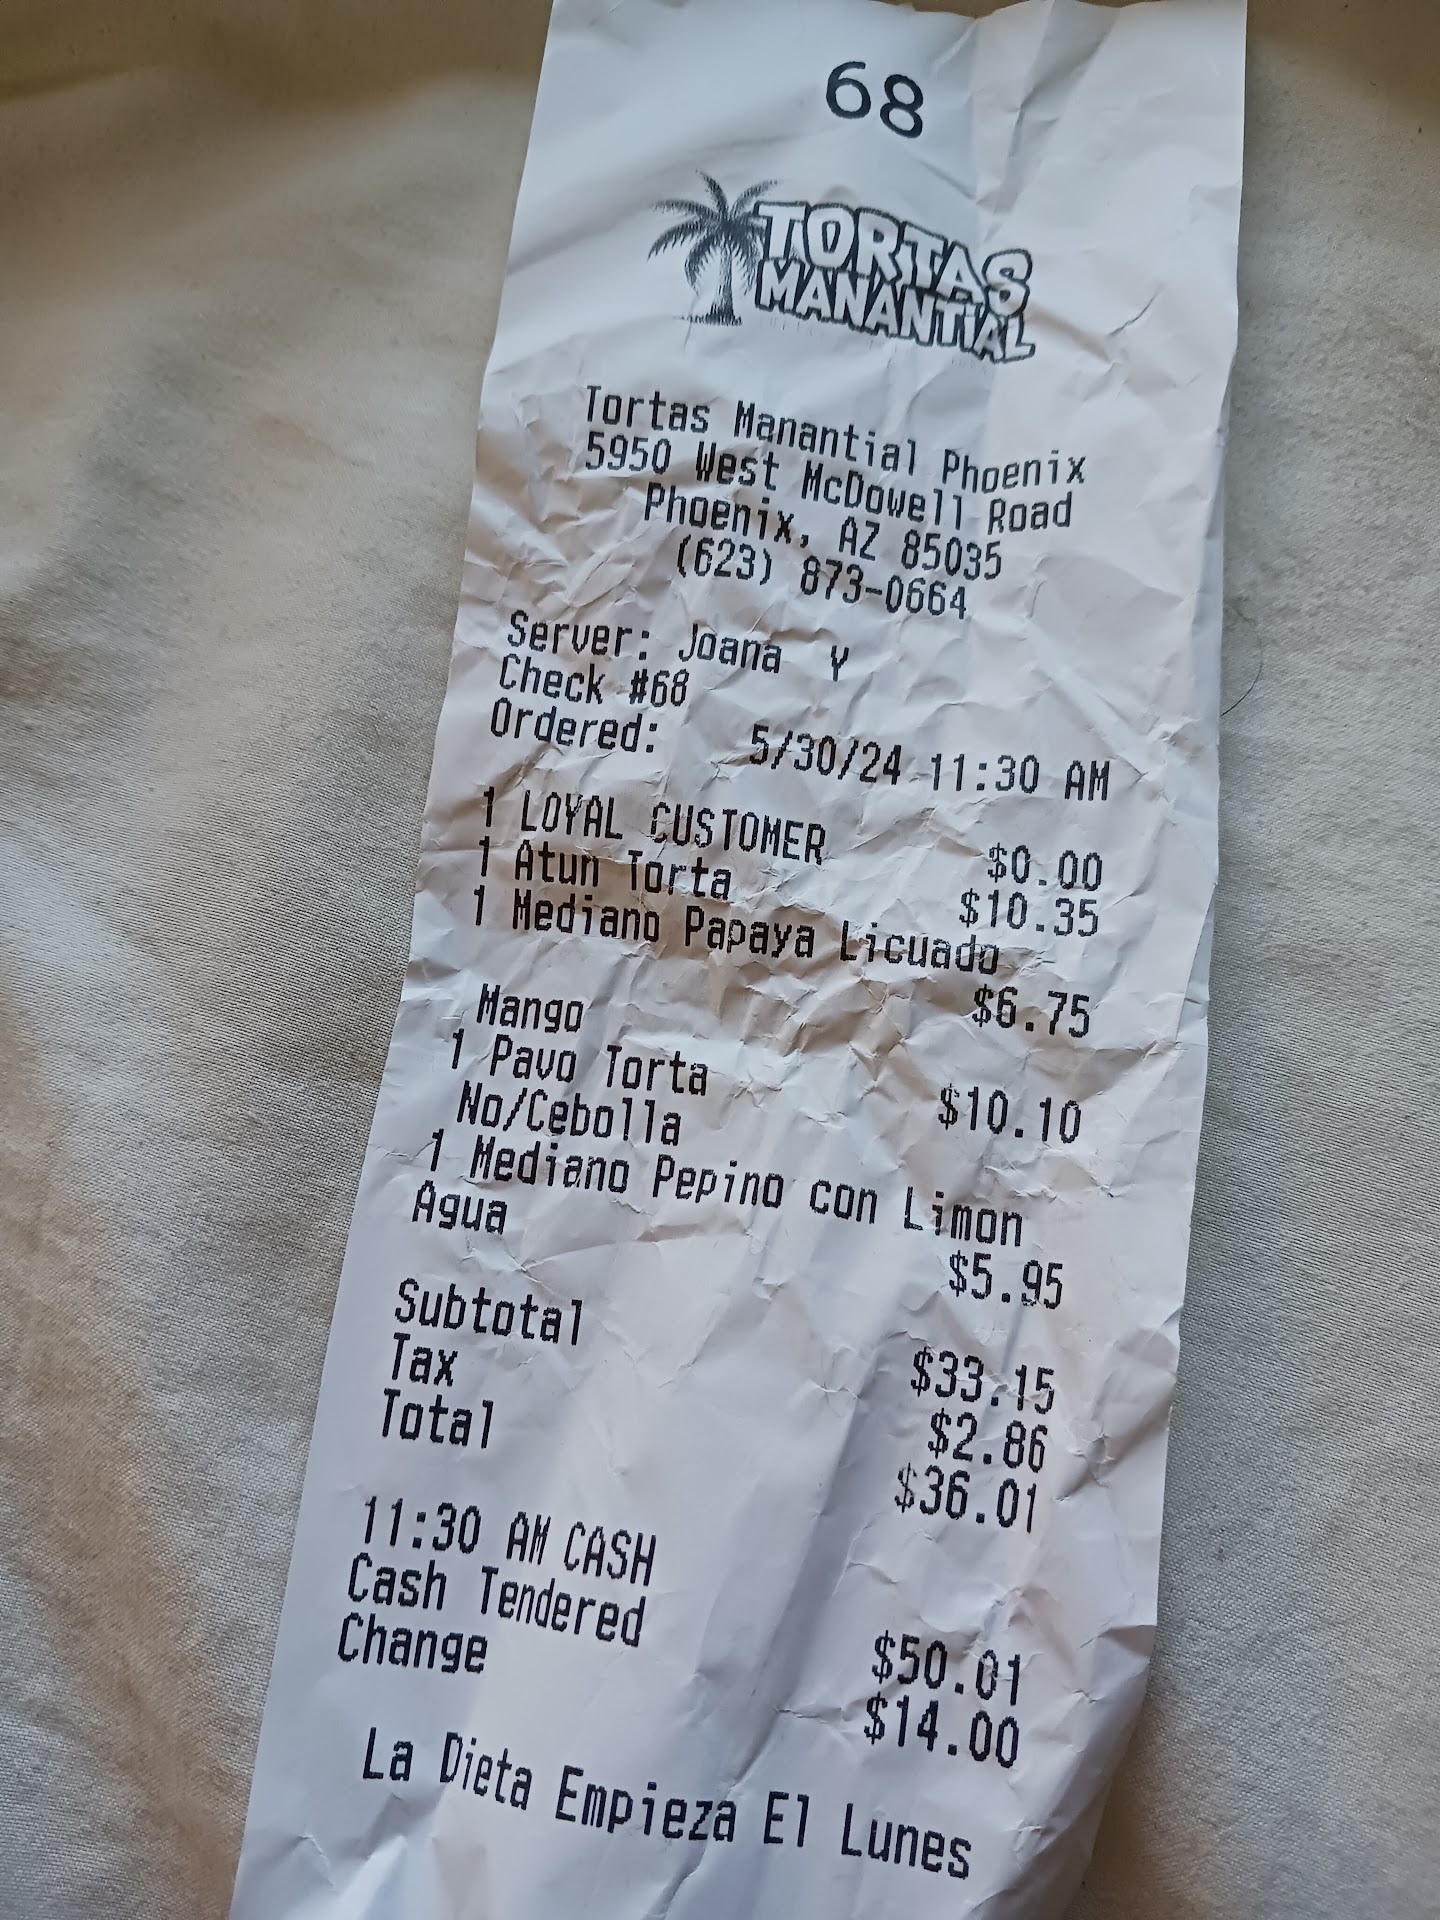 68
TORTAS
MANANTIAL
Tortas Manantial Phoenix
5950 West McDowell Road
Phoenix, AZ 85035
(623) 873-0664
Server: Joana Y
Check #68
Ordered: 5/30/24 11:30 AM
1 LOYAL CUSTOMER $0.00
1 Atun Torta $10.35
1 Mediano Papaya Licuado
$6.75
Mango
1 Pavo Torta $10.10
No/Cebolla
1 Mediano Pepino con Limon
Agua $5.95
Subtotal $33.15
Tax $2.86
Total $36.01
11:30 AM CASH
Cash Tendered $50.01
Change $14.00
La Dieta Empieza El Lunes